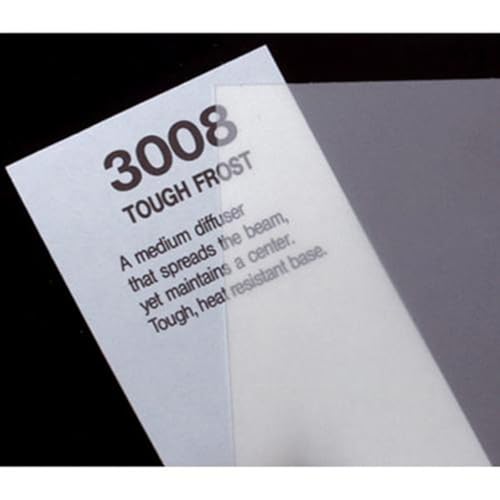 3008
TOUGH FROST
A medium diffuser
that spreads the beam,
yet maintains a center.
Tough, heat resistant base.